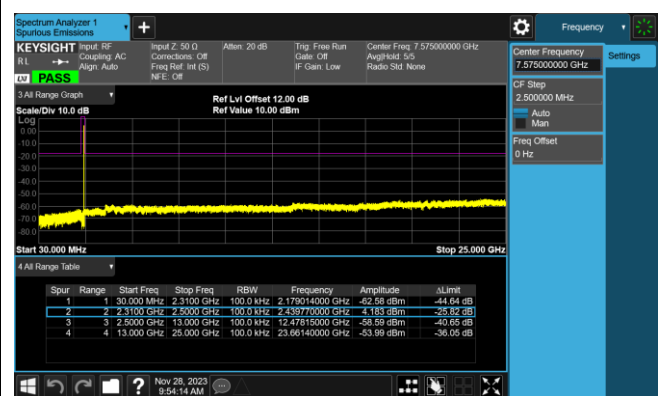 Spectrum Analyzer 1
Spurious Emissions
Frequency
KEYSIGHT
RL
PASS
Input: RF
Coupling: AC
Align: Auto
Input Z: 50 Ω
Corrections: Off
Freq Ref: Int (S)
NFE: Off
Atten: 20 dB
Trig: Free Run
Gate: Off
IF Gain: Low
Center Freq: 7.575000000 GHz
Avg|Hold: 5/5
Radio Std: None
Center Frequency
7.575000000 GHz
Settings
CF Step
2.500000 MHz
Auto
Man
Freq Offset
0 Hz
3 All Range Graph
Scale/Div 10.0 dB
Ref Lvl Offset 12.00 dB
Ref Value 10.00 dBm
Log
0.00
-10.0
-20.0
-30.0
-40.0
-50.0
-60.0
-70.0
-80.0
Start 30.000 MHz
Stop 25.000 GHz
4 All Range Table
Spur Range Start Freq Stop Freq RBW Frequency Amplitude ΔLimit
1 1 30.000 MHz 2.3100 GHz 100.0 kHz 2.179014000 GHz -62.58 dBm -44.64 dB
2 2 2.3100 GHz 2.5000 GHz 100.0 kHz 2.439770000 GHz 4.183 dBm -25.82 dB
3 3 2.5000 GHz 13.000 GHz 100.0 kHz 12.47815000 GHz -58.59 dBm -40.65 dB
4 4 13.000 GHz 25.000 GHz 100.0 kHz 23.66140000 GHz -53.99 dBm -36.05 dB
Nov 28, 2023
9:54:14 AM